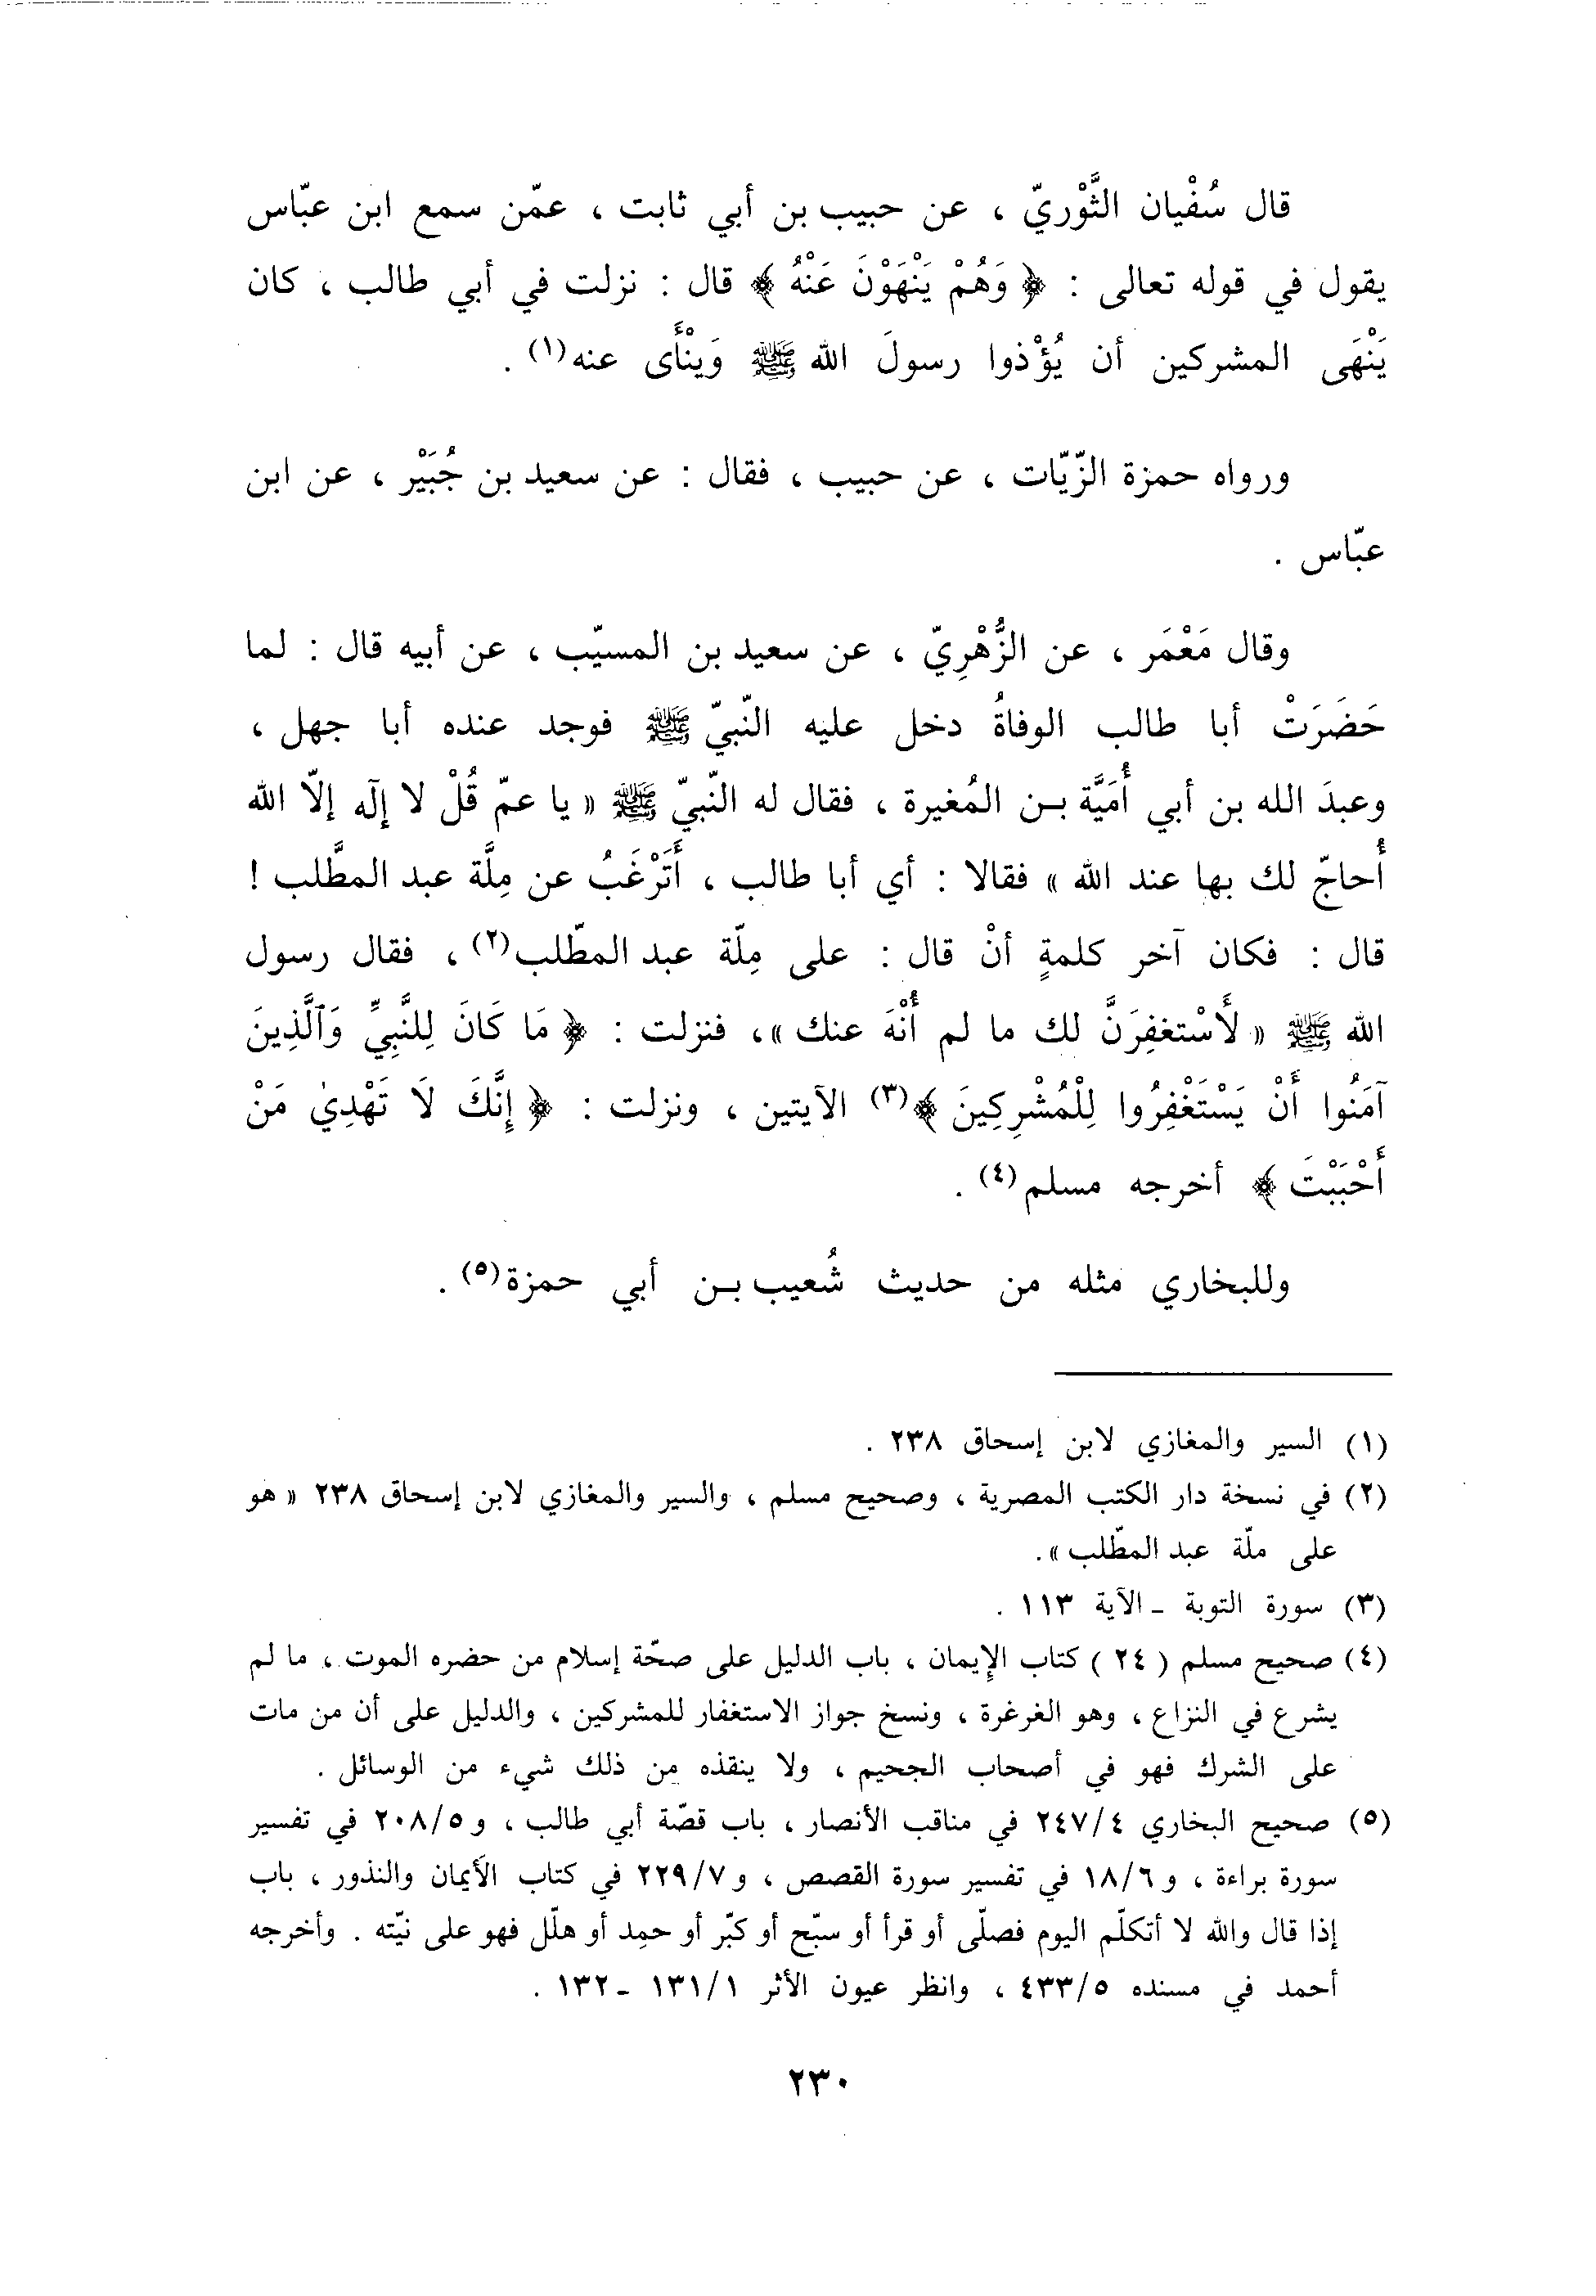 قال سُفْيان الثَّوْريّ ، عن حبيب بن أبي ثابت ، عمّن سمع ابن عبّاس
يقول في قوله تعالى : ﴿ وَهُمْ يَنْهَوْنَ عَنْهُ ﴾ قال : نزلت في أبي طالب ، كان
يَنْهَى المشركين أن يُؤْذوا رسولَ الله ﷺ وَينْأَى عنه(١) .
ورواه حمزة الزّيّات ، عن حبيب ، فقال : عن سعيد بن جُبَيْر ، عن ابن
عبّاس .
وقال مَعْمَر ، عن الزُّهْرِيّ ، عن سعيد بن المسيّب ، عن أبيه قال : لما
حَضَرَتْ أبا طالب الوفاةُ دخل عليه النّبيّ ﷺ فوجد عنده أبا جهل ،
وعبدَ الله بن أبي أُمَيَّة بـن المُغيرة ، فقال له النّبيّ ﷺ « يا عمّ قُلْ لا إلٓه إلاّ الله
أُحاجّ لك بها عند الله » فقالا : أي أبا طالب ، أَتَرْغَبُ عن مِلَّة عبد المطَّلب !
قال : فكان آخر كلمةٍ أنْ قال : على مِلّة عبد المطّلب(٢) ، فقال رسول
الله ﷺ « لَأَسْتغفِرَنَّ لك ما لم أُنْهَ عنك »، فنزلت : ﴿ مَا كَانَ لِلنَّبِيِّ وَٱلَّذِينَ
آمَنُوا أَنْ يَسْتَغْفِرُوا لِلْمُشْرِكِينَ ﴾(٣) الآيتين ، ونزلت : ﴿ إِنَّكَ لَا تَهْدِيْ مَنْ
أَحْبَبْتَ ﴾ أخرجه مسلم(٤) .
وللبخاري مثله من حديث شُعيب بـن أبي حمزة(٥) .
(١) السير والمغازي لابن إسحاق ٢٣٨ .
(٢) في نسخة دار الكتب المصرية ، وصحيح مسلم ، والسير والمغازي لابن إسحاق ٢٣٨ « هو
على ملّة عبد المطّلب ».
(٣) سورة التوبة ـ الآية ١١٣ .
(٤) صحيح مسلم ( ٢٤ ) كتاب الإيمان ، باب الدليل على صحّة إسلام من حضره الموت ، ما لم
يشرع في النزاع ، وهو الغرغرة ، ونسخ جواز الاستغفار للمشركين ، والدليل على أن من مات
على الشرك فهو في أصحاب الجحيم ، ولا ينقذه من ذلك شيء من الوسائل .
(٥) صحيح البخاري ٢٤٧/٤ في مناقب الأنصار ، باب قصّة أبي طالب ، و٢٠٨/٥ في تفسير
سورة براءة ، و١٨/٦ في تفسير سورة القصص ، و٢٢٩/٧ في كتاب الأَيمان والنذور ، باب
إذا قال والله لا أتكلّم اليوم فصلّى أو قرأ أو سبّح أو كبّر أو حمِد أو هلّل فهو على نيّته . وأخرجه
أحمد في مسنده ٤٣٣/٥ ، وانظر عيون الأثر ١٣١/١ ـ ١٣٢ .
٢٣٠